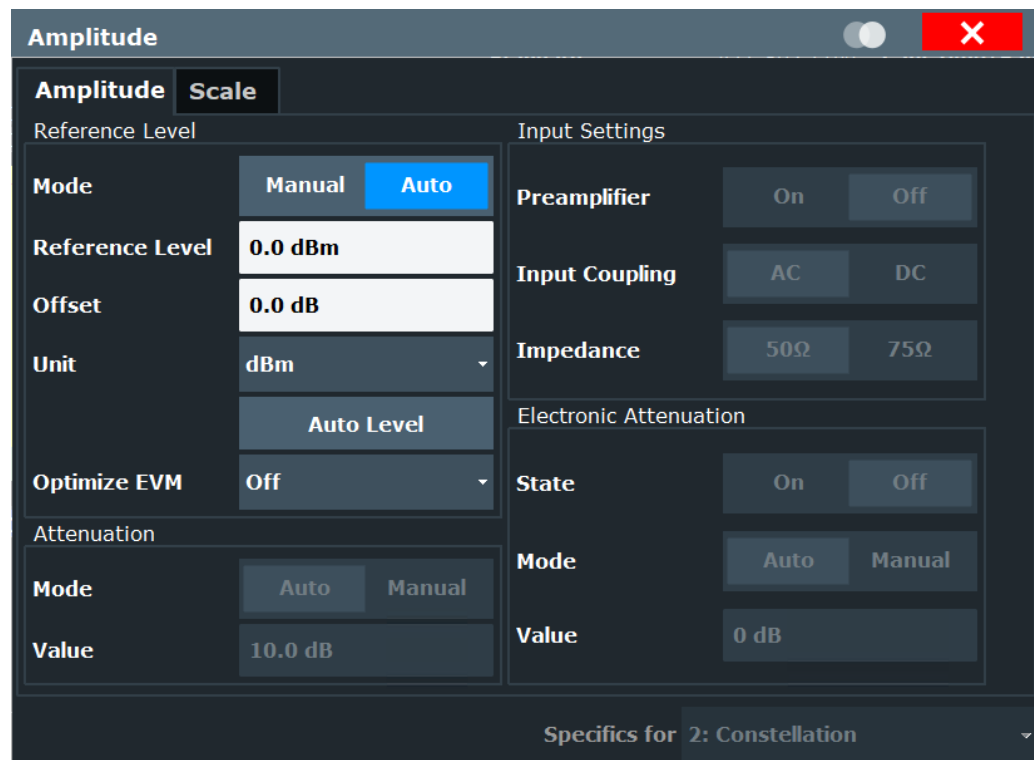 Amplitude
Amplitude Scale
Reference Level
Mode Manual Auto
Reference Level 0.0 dBm
Offset 0.0 dB
Unit dBm
Auto Level
Optimize EVM Off
Attenuation
Mode Auto Manual
Value 10.0 dB
Input Settings
Preamplifier On Off
Input Coupling AC DC
Impedance 50Ω 75Ω
Electronic Attenuation
State On Off
Mode Auto Manual
Value 0 dB
Specifics for 2: Constellation